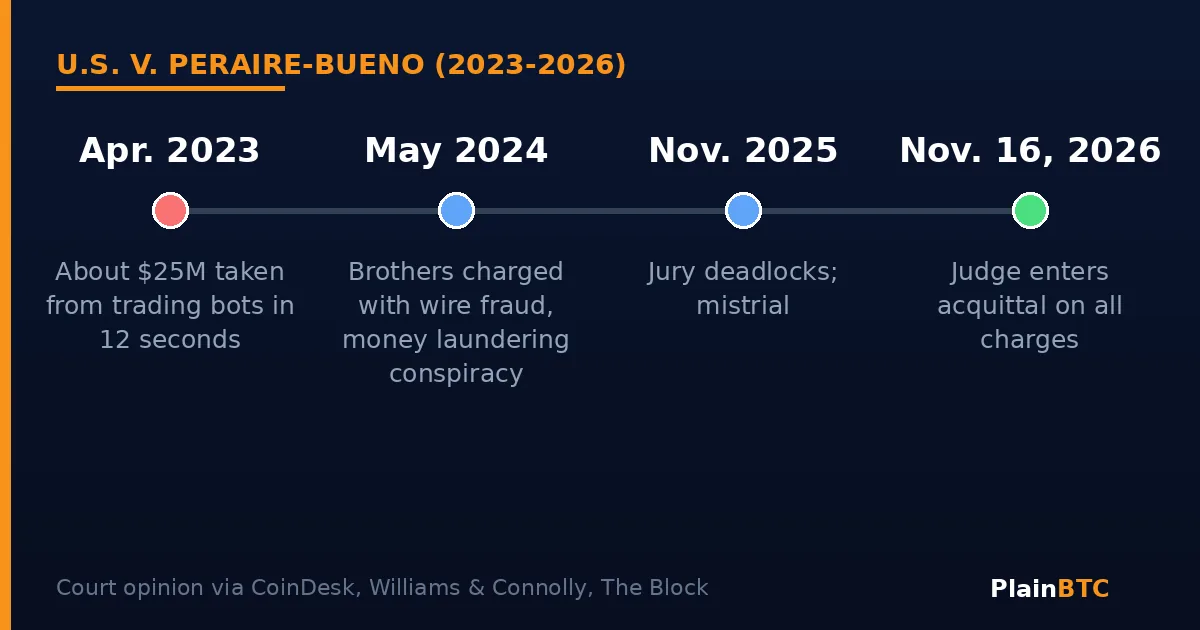 U.S. V. PERAIRE-BUENO (2023-2026)
Apr. 2023
About $25M taken
from trading bots in
12 seconds
May 2024
Brothers charged
with wire fraud,
money laundering
conspiracy
Nov. 2025
Jury deadlocks;
mistrial
Nov. 16, 2026
Judge enters
acquittal on all
charges
Court opinion via CoinDesk, Williams & Connolly, The Block
PlainBTC